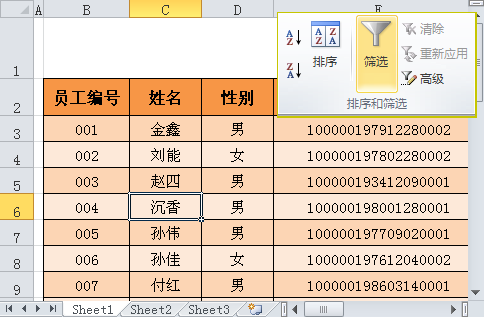 A B C D E
清除
排序 筛选 重新应用
高级
排序和筛选
1
2 员工编号 姓名 性别
3 001 金鑫 男 100000197912280002
4 002 刘能 女 100000197802280002
5 003 赵四 男 100000193412090001
6 004 沉香 男 100000198001280001
7 005 孙伟 男 100000197709020001
8 006 孙佳 女 100000197612040002
9 007 付红 男 100000198603140001
Sheet1 Sheet2 Sheet3